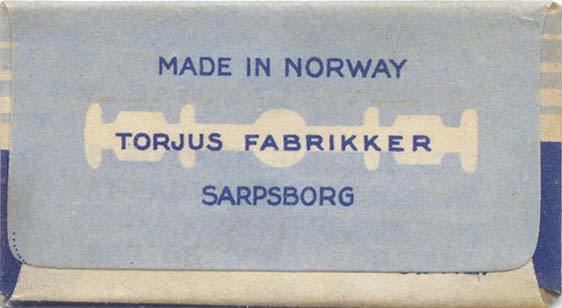 MADE IN NORWAY
TORJUS FABRIKKER
SARPSBORG